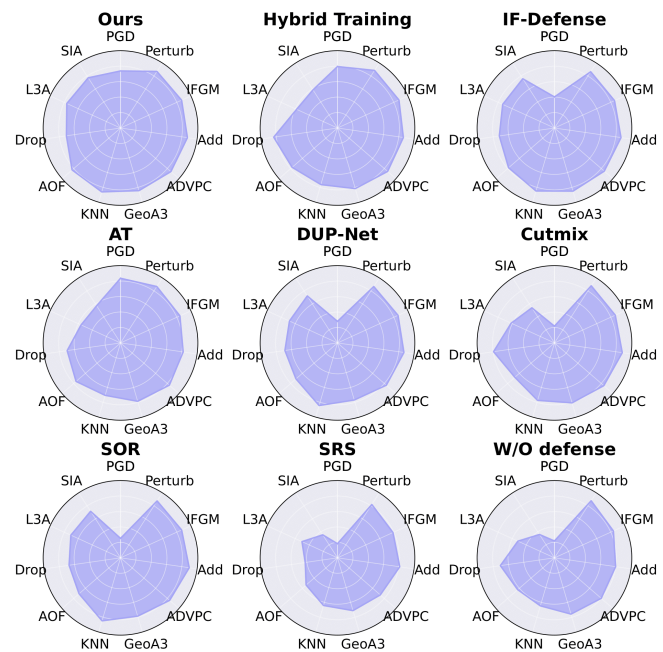 Ours
PGD
Perturb
IFGM
Add
ADVPC
GeoA3
KNN
AOF
Drop
L3A
SIA
Hybrid Training
PGD
Perturb
IFGM
Add
ADVPC
GeoA3
KNN
AOF
Drop
L3A
SIA
IF-Defense
PGD
Perturb
IFGM
Add
ADVPC
GeoA3
KNN
AOF
Drop
L3A
SIA
AT
PGD
Perturb
IFGM
Add
ADVPC
GeoA3
KNN
AOF
Drop
L3A
SIA
DUP-Net
PGD
Perturb
IFGM
Add
ADVPC
GeoA3
KNN
AOF
Drop
L3A
SIA
Cutmix
PGD
Perturb
IFGM
Add
ADVPC
GeoA3
KNN
AOF
Drop
L3A
SIA
SOR
PGD
Perturb
IFGM
Add
ADVPC
GeoA3
KNN
AOF
Drop
L3A
SIA
SRS
PGD
Perturb
IFGM
Add
ADVPC
GeoA3
KNN
AOF
Drop
L3A
SIA
W/O defense
PGD
Perturb
IFGM
Add
ADVPC
GeoA3
KNN
AOF
Drop
L3A
SIA